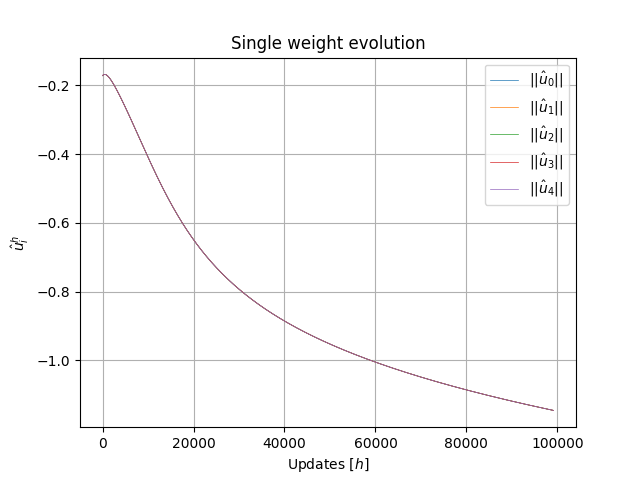 Single weight evolution
||û₀||
||û₁||
||û₂||
||û₃||
||û₄||
−0.2
−0.4
−0.6
−0.8
−1.0
ûᵢʰ
0 20000 40000 60000 80000 100000
Updates [h]